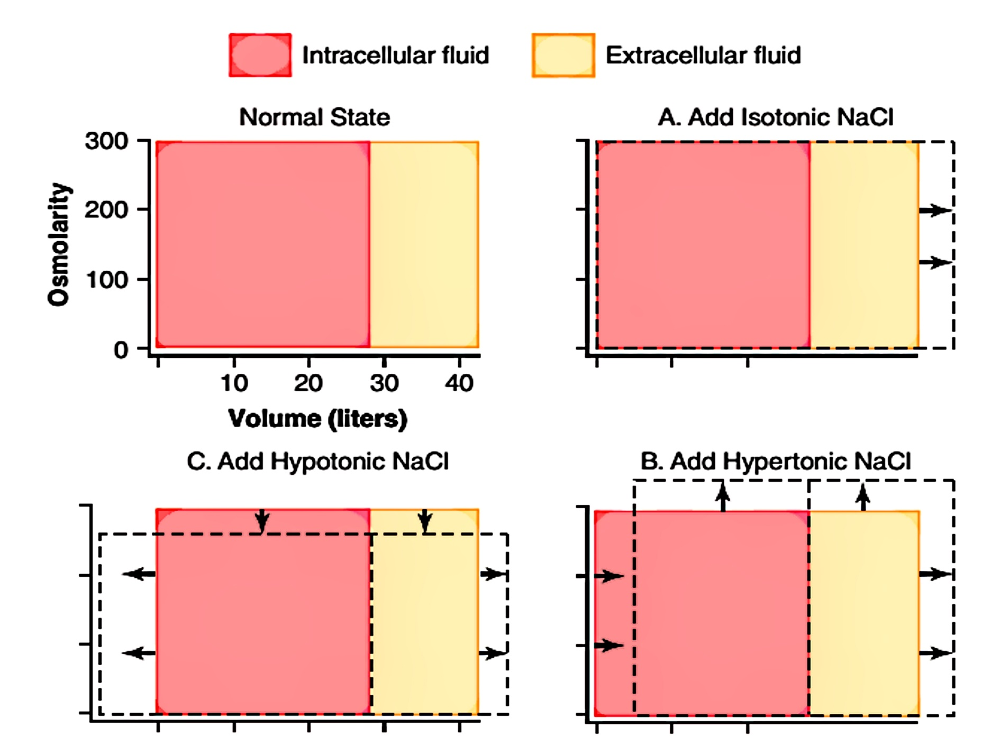 Intracellular fluid
Extracellular fluid
Normal State
300
200
100
0
Osmolarity
10 20 30 40
Volume (liters)
A. Add Isotonic NaCl
C. Add Hypotonic NaCl
B. Add Hypertonic NaCl